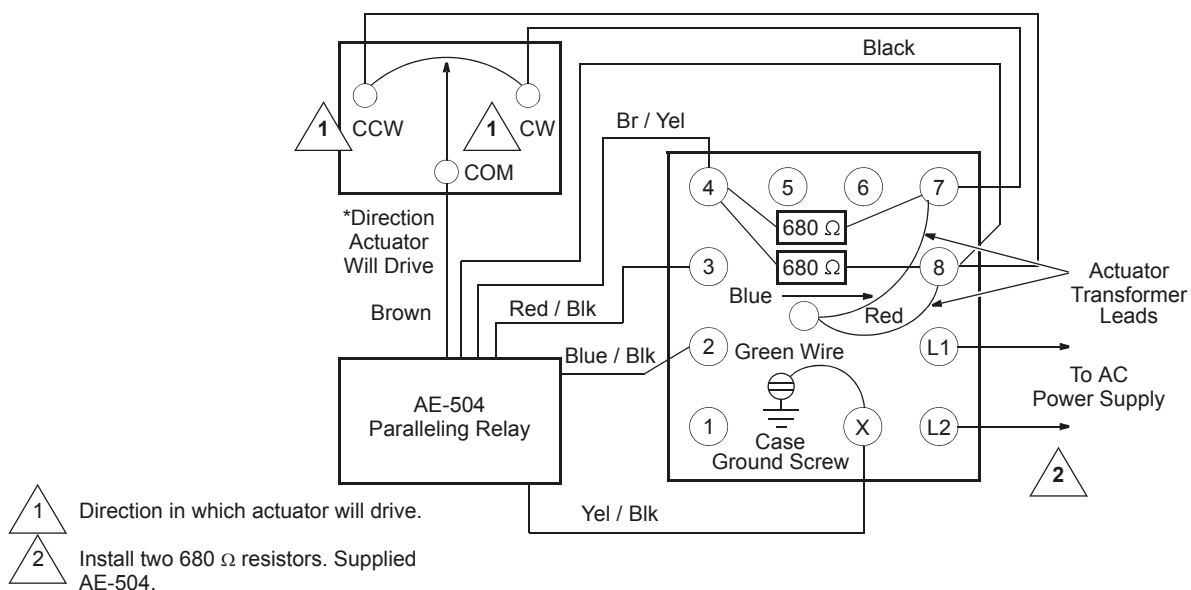 Black
Br / Yel
1
CCW
1
CW
COM
*Direction
Actuator
Will Drive
Brown
4
5
6
7
680 Ω
680 Ω
3
8
Blue
Red
Red / Blk
Actuator
Transformer
Leads
Blue / Blk
2
Green Wire
L1
To AC
Power Supply
AE-504
Paralleling Relay
1
Case
Ground Screw
X
L2
2
Yel / Blk
1
Direction in which actuator will drive.
2
Install two 680 Ω resistors. Supplied
AE-504.